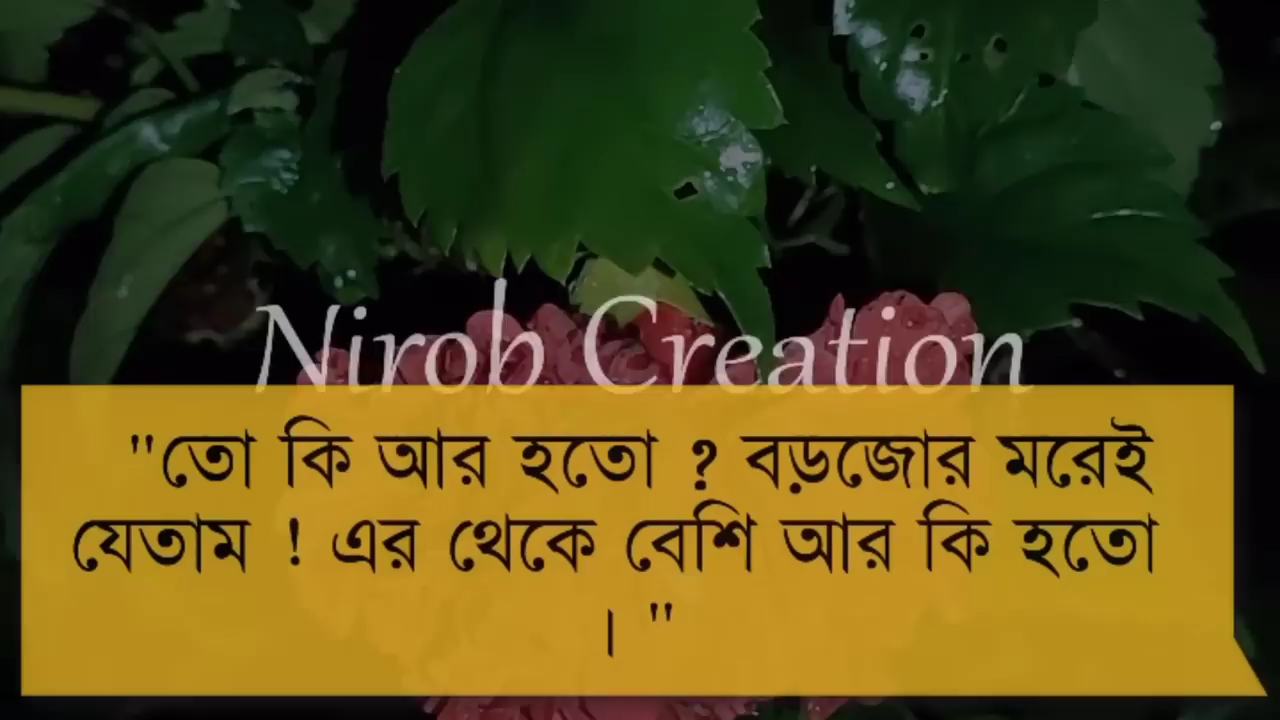 Nirob Creation
"তো কি আর হতো ? বড়জোর মরেই
যেতাম ! এর থেকে বেশি আর কি হতো
। "